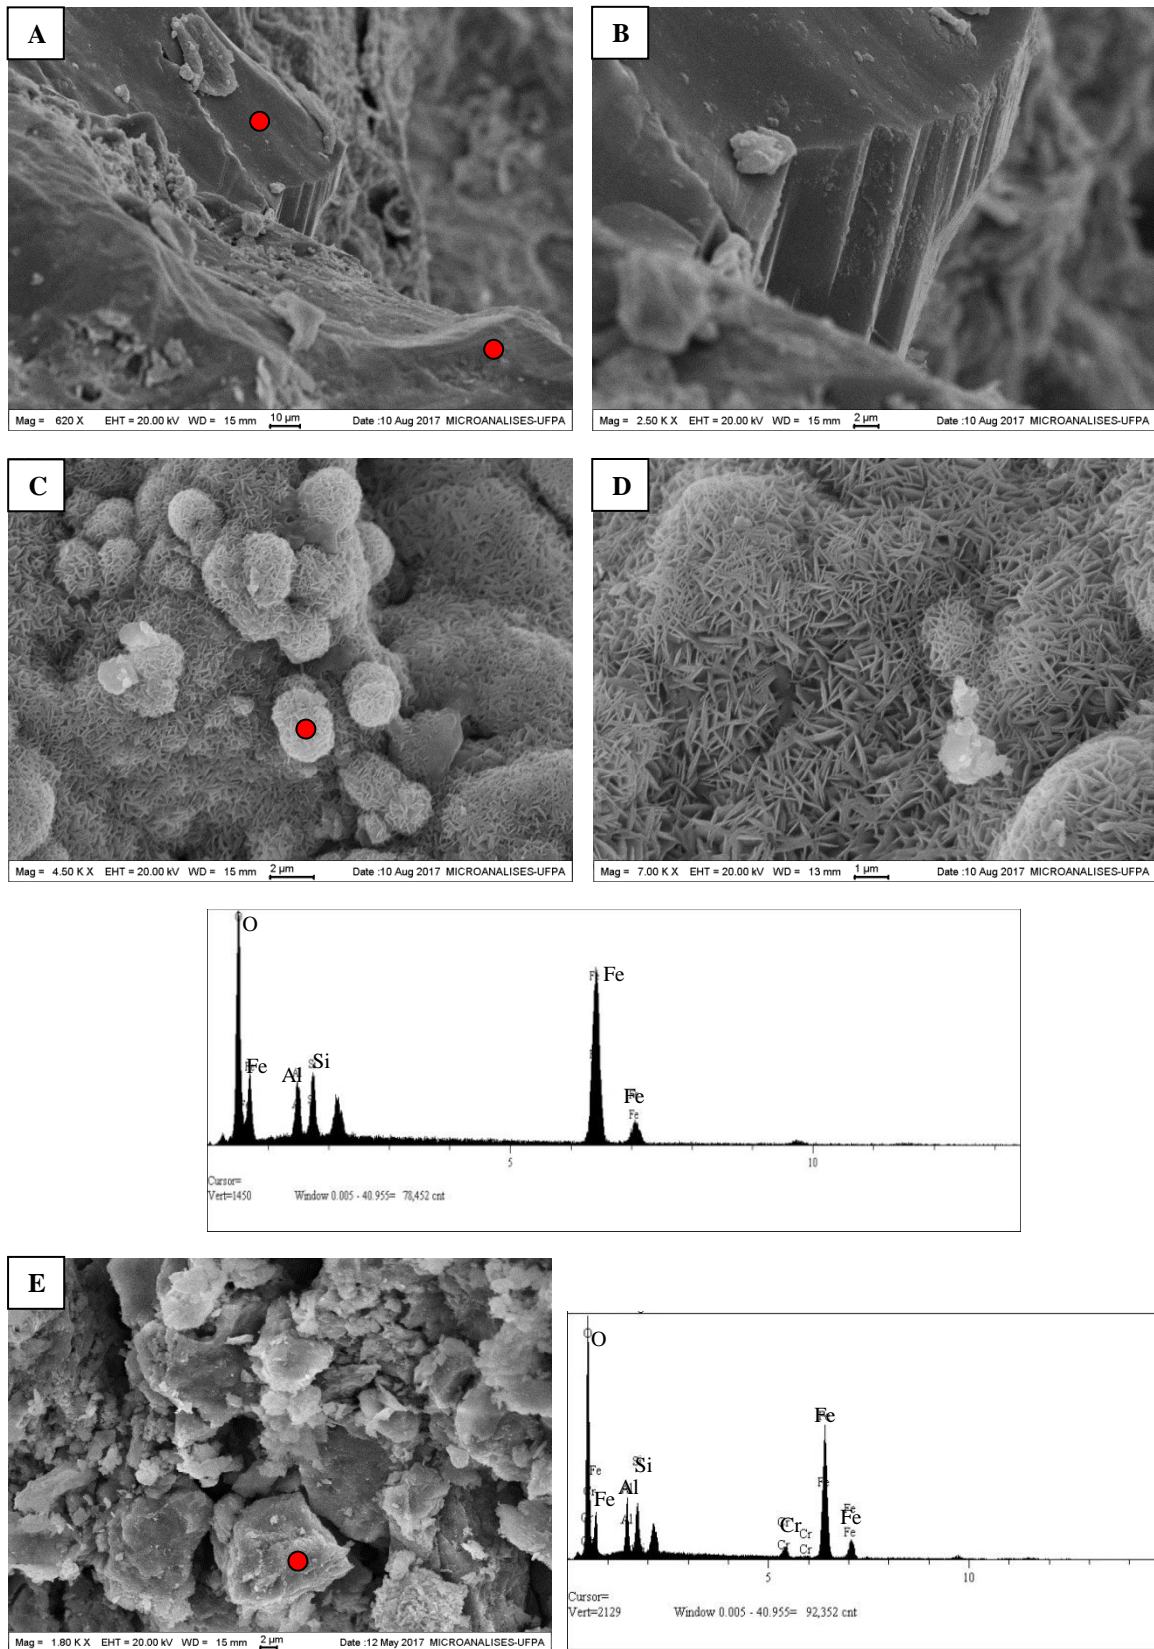 A
B
Mag = 620 X EHT = 20.00 kV WD = 15 mm 10 µm Date :10 Aug 2017 MICROANALISES-UFPA
Mag = 2.50 K X EHT = 20.00 kV WD = 15 mm 2 µm Date :10 Aug 2017 MICROANALISES-UFPA
C
D
Mag = 4.50 K X EHT = 20.00 kV WD = 15 mm 2 µm Date :10 Aug 2017 MICROANALISES-UFPA
Mag = 7.00 K X EHT = 20.00 kV WD = 13 mm 1 µm Date :10 Aug 2017 MICROANALISES-UFPA
O
Fe Fe
Fe Al Si
Fe
Fe
5 10
Cursor=
Vert=1450 Window 0.005 - 40.955= 78,452 cnt
E
O
Fe
Si
Fe Fe
Al
Fe Fe
Cr Cr Fe
Cr Fe
5 10
Cursor=
Vert=2129 Window 0.005 - 40.955= 92,352 cnt
Mag = 1.80 K X EHT = 20.00 kV WD = 15 mm 2 µm Date :12 May 2017 MICROANALISES-UFPA